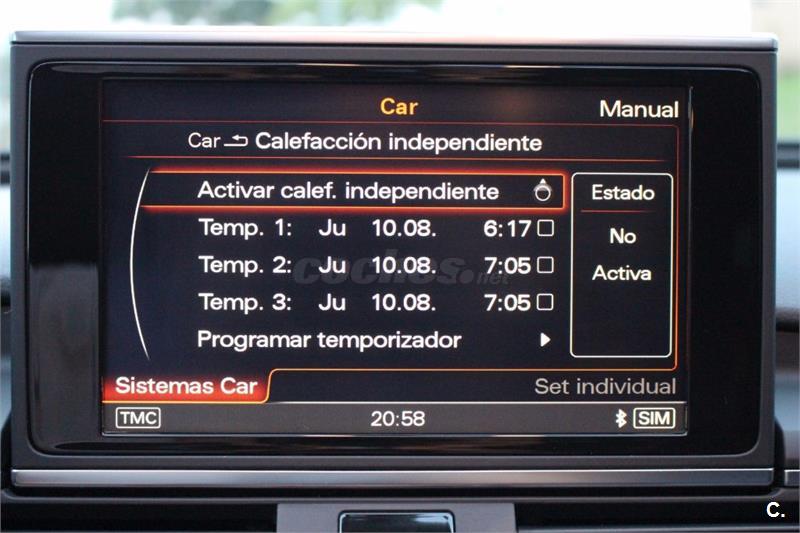 Car
Manual
Car Calefacción independiente
Activar calef. independiente
Temp. 1: Ju 10.08. 6:17
Temp. 2: Ju 10.08. 7:05
Temp. 3: Ju 10.08. 7:05
Programar temporizador
Estado
No
Activa
coches.net
Sistemas Car
Set individual
TMC
20:58
SIM
C.